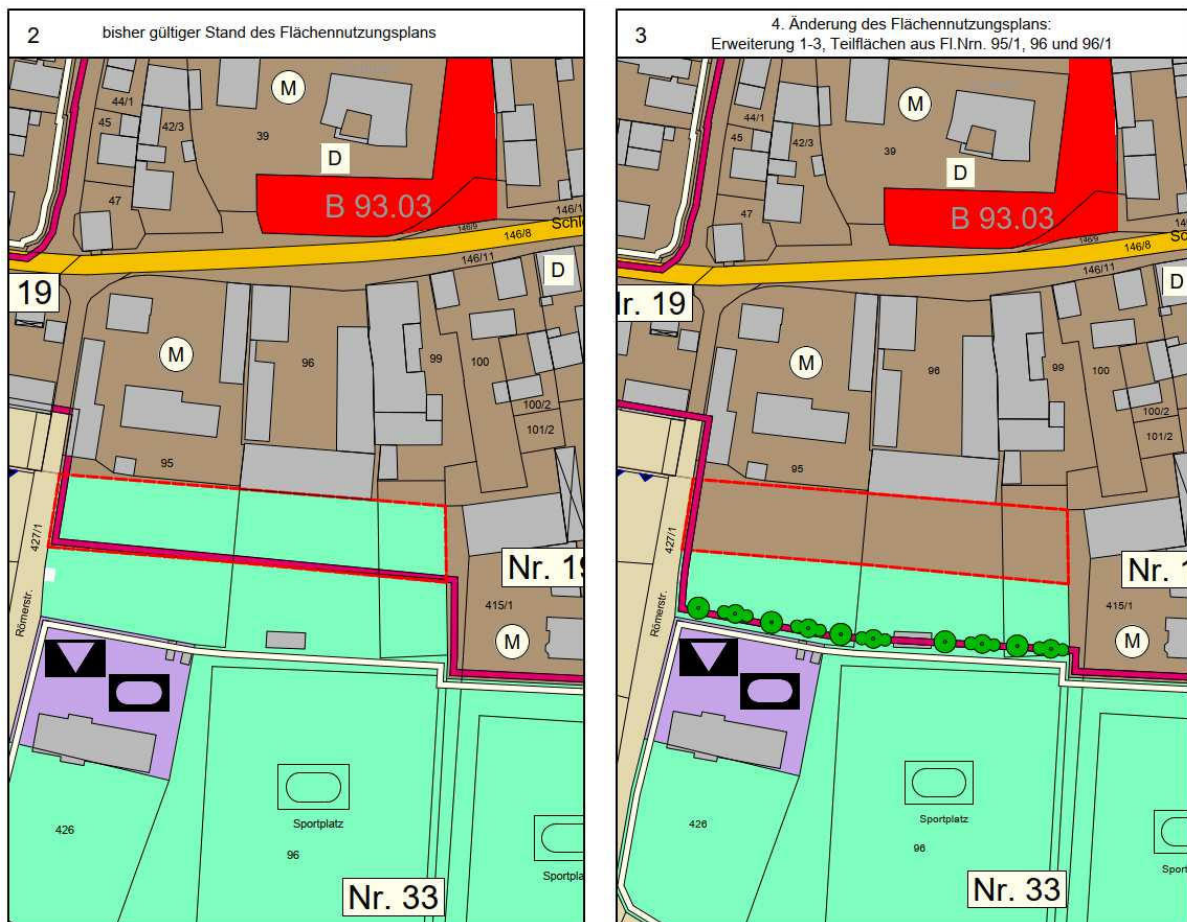 2
bisher gültiger Stand des Flächennutzungsplans
44/1
M
45
42/3
39
D
47
B 93.03
146/1
146/9
146/8
Schl
146/11
19
D
M
96
99
100
100/2
101/2
95
427/1
Nr. 19
Römerstr.
415/1
M
Sportplatz
426
96
Sportpla
Nr. 33
3
4. Änderung des Flächennutzungsplans:
Erweiterung 1-3, Teilflächen aus Fl.Nrn. 95/1, 96 und 96/1
44/1
M
45
42/3
39
D
47
B 93.03
146/9
146/8
146/11
D
Nr. 19
M
96
99
100
100/2
101/2
95
427/1
Nr. 1
Römerstr.
415/1
M
Sportplatz
426
96
Sport
Nr. 33